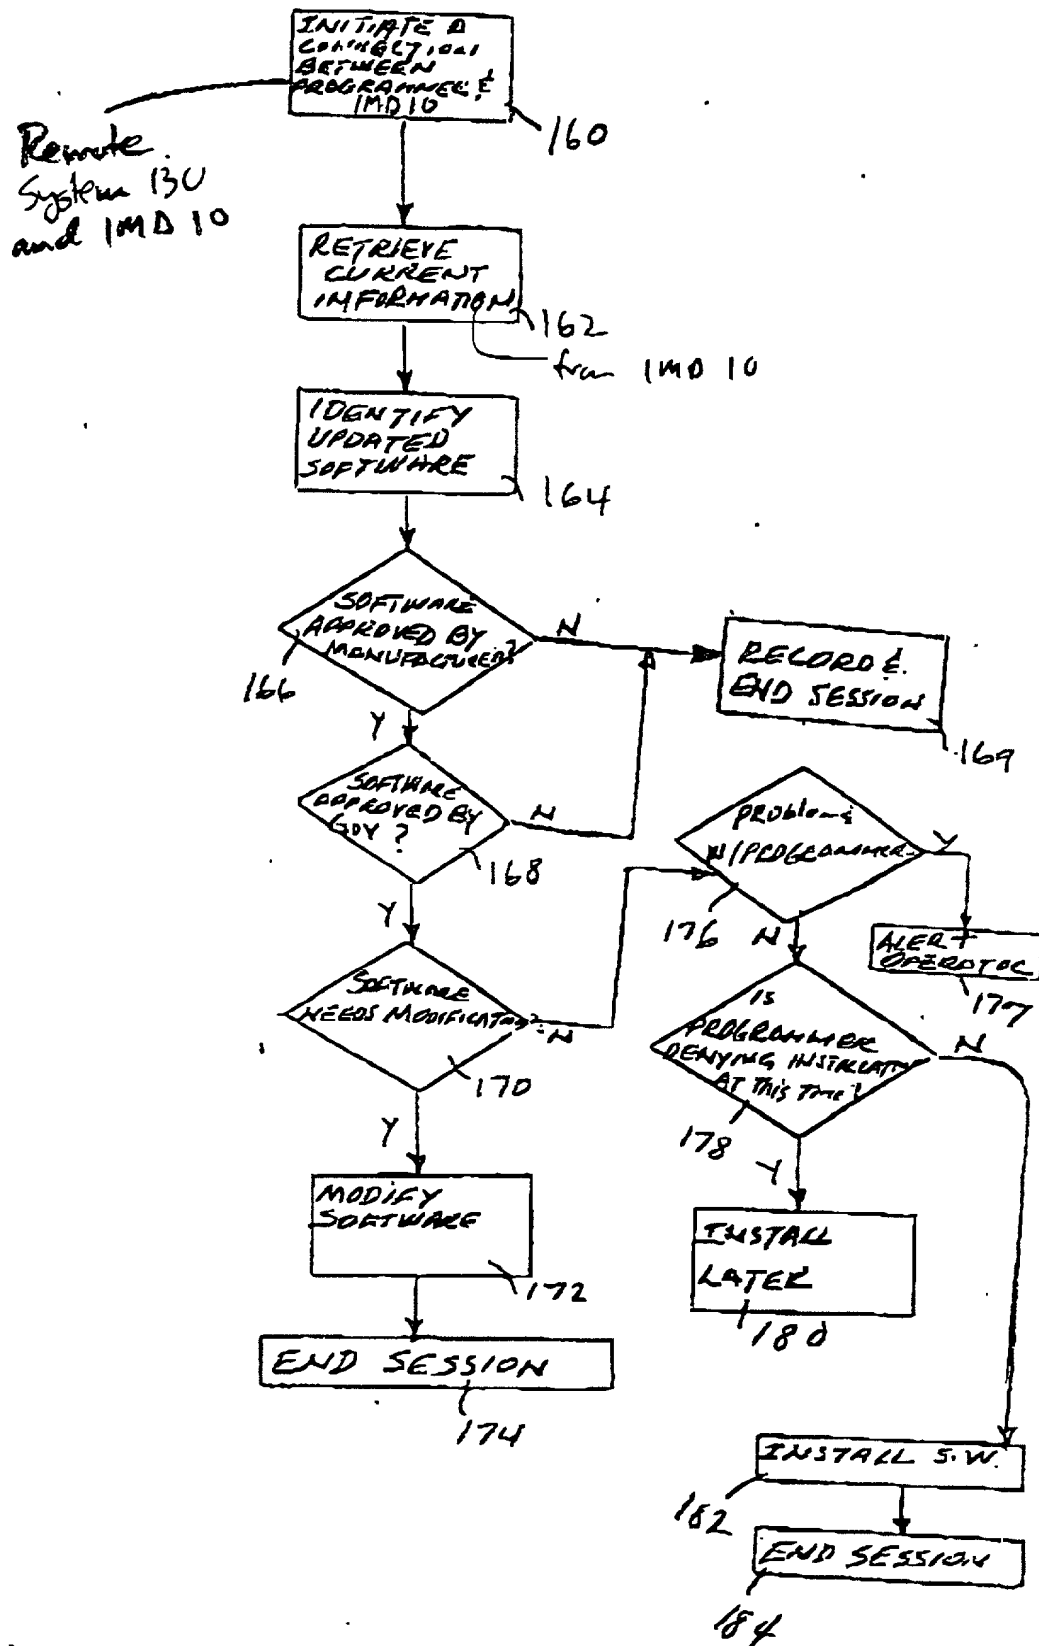 INITIATE A
CONNECTION
BETWEEN
PROGRAMMER &
IMD 10
160
Remote
System 130
and IMD 10
RETRIEVE
CURRENT
INFORMATION
162
from IMD 10
IDENTIFY
UPDATED
SOFTWARE
164
SOFTWARE
APPROVED BY
MANUFACTURER?
166
N
Y
RECORD &
END SESSION
169
SOFTWARE
APPROVED BY
GOV ?
168
N
Y
SOFTWARE
NEEDS MODIFICATION?
170
N
Y
MODIFY
SOFTWARE
172
END SESSION
174
PROBLEMS
W/PROGRAMMER
176
Y
N
ALERT
OPERATOR
177
IS
PROGRAMMER
DENYING INSTALLATION
AT THIS TIME?
178
N
Y
INSTALL
LATER
180
INSTALL S.W.
182
END SESSION
184